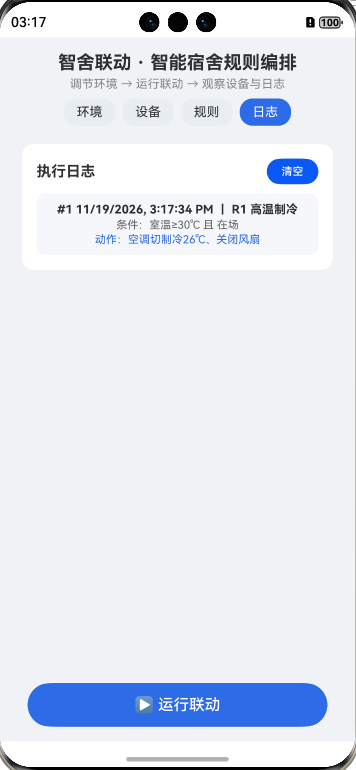 03:17
100
智舍联动 · 智能宿舍规则编排
调节环境 → 运行联动 → 观察设备与日志
环境 设备 规则 日志
执行日志 清空
#1 11/19/2026, 3:17:34 PM ｜ R1 高温制冷
条件：室温≥30℃ 且 在场
动作：空调切制冷26℃、关闭风扇
▶ 运行联动